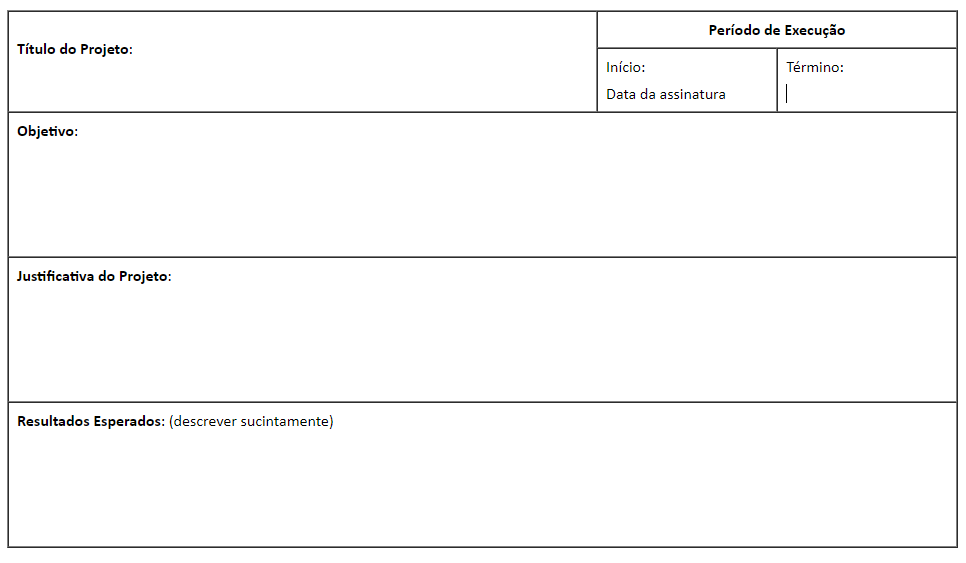 Título do Projeto:
Período de Execução
Início:
Data da assinatura
Término:
Objetivo:
Justificativa do Projeto:
Resultados Esperados: (descrever sucintamente)